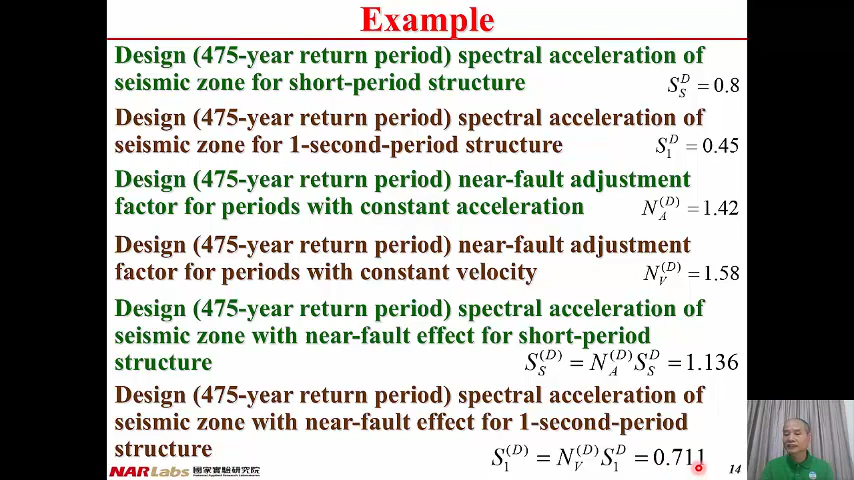 Example
Design (475-year return period) spectral acceleration of
seismic zone for short-period structure
S_S^D = 0.8
Design (475-year return period) spectral acceleration of
seismic zone for 1-second-period structure
S_1^D = 0.45
Design (475-year return period) near-fault adjustment
factor for periods with constant acceleration
N_A^(D) = 1.42
Design (475-year return period) near-fault adjustment
factor for periods with constant velocity
N_V^(D) = 1.58
Design (475-year return period) spectral acceleration of
seismic zone with near-fault effect for short-period
structure
S_S^(D) = N_A^(D) S_S^D = 1.136
Design (475-year return period) spectral acceleration of
seismic zone with near-fault effect for 1-second-period
structure
S_1^(D) = N_V^(D) S_1^D = 0.711
NARLabs 國家實驗研究院
National Applied Research Laboratories
14